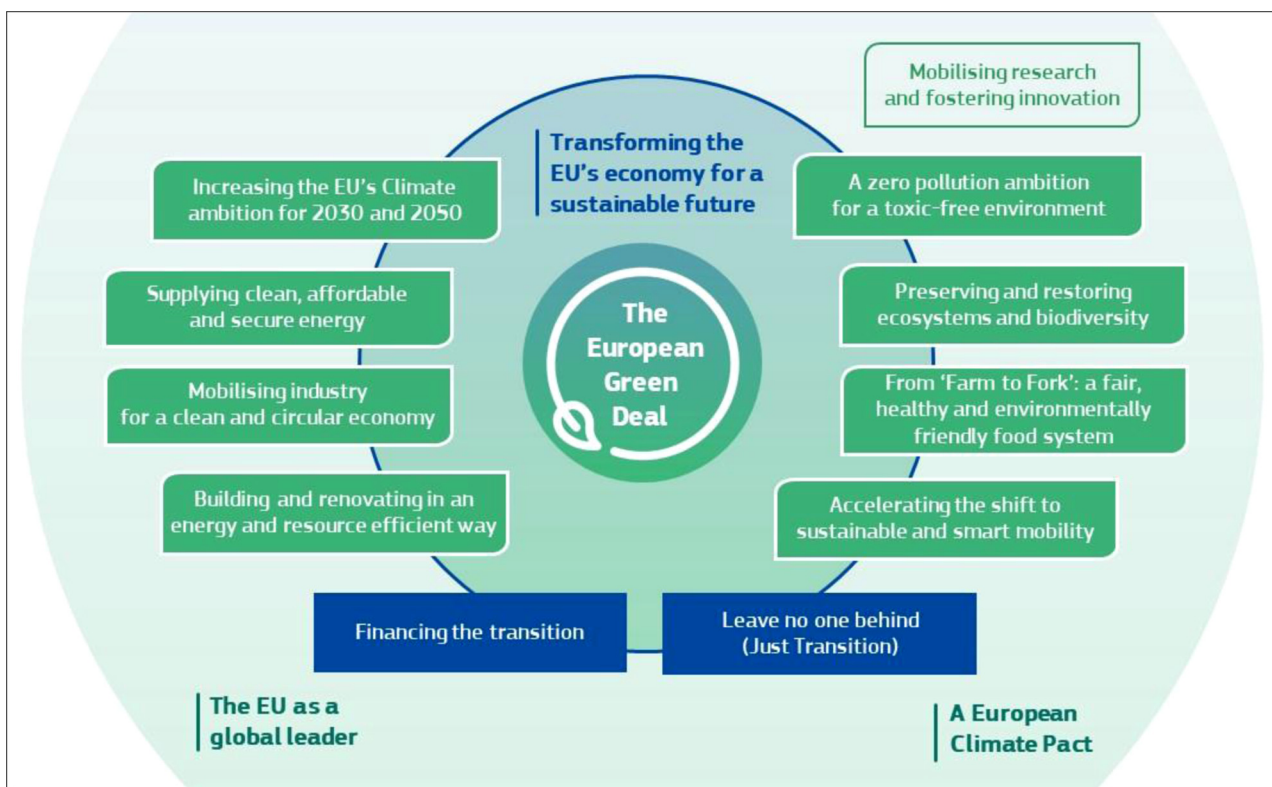 Mobilising research
and fostering innovation
Transforming the
EU's economy for a
sustainable future
Increasing the EU's Climate
ambition for 2030 and 2050
A zero pollution ambition
for a toxic-free environment
Supplying clean, affordable
and secure energy
Preserving and restoring
ecosystems and biodiversity
The
European
Green
Deal
Mobilising industry
for a clean and circular economy
From ‘Farm to Fork’: a fair,
healthy and environmentally
friendly food system
Building and renovating in an
energy and resource efficient way
Accelerating the shift to
sustainable and smart mobility
Financing the transition
Leave no one behind
(Just Transition)
The EU as a
global leader
A European
Climate Pact